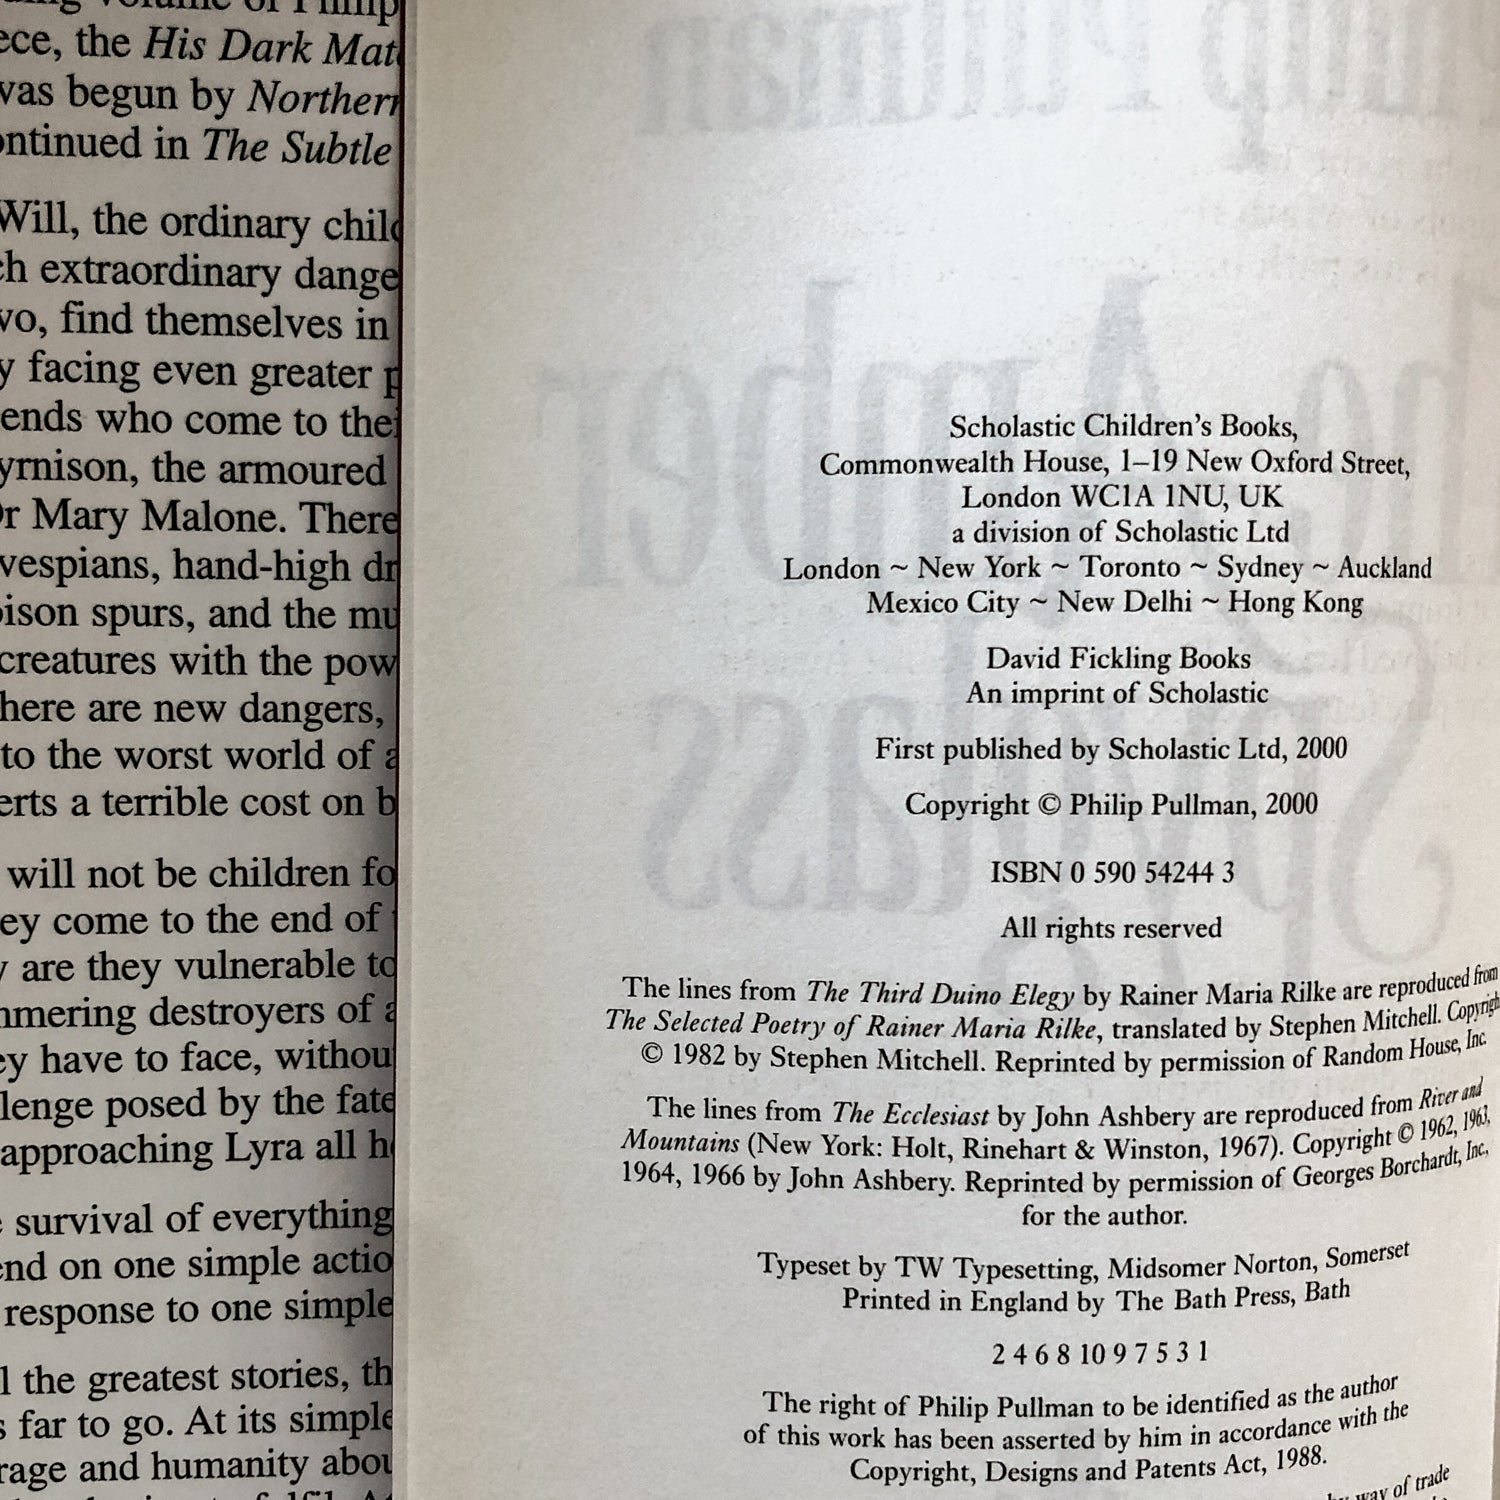 ece, the His Dark Mat
was begun by Northern
ontinued in The Subtle
Will, the ordinary chil
ch extraordinary dange
wo, find themselves in
y facing even greater p
ends who come to thei
yrnison, the armoured
Dr Mary Malone. There
vespians, hand-high dr
oison spurs, and the mu
creatures with the pow
here are new dangers,
to the worst world of a
erts a terrible cost on b
will not be children fo
ey come to the end of
y are they vulnerable to
mmering destroyers of a
ey have to face, withou
lenge posed by the fate
approaching Lyra all h
e survival of everything
end on one simple actio
response to one simple
l the greatest stories, th
s far to go. At its simple
rage and humanity abou
Scholastic Children's Books,
Commonwealth House, 1–19 New Oxford Street,
London WC1A 1NU, UK
a division of Scholastic Ltd
London ~ New York ~ Toronto ~ Sydney ~ Auckland
Mexico City ~ New Delhi ~ Hong Kong
David Fickling Books
An imprint of Scholastic
First published by Scholastic Ltd, 2000
Copyright © Philip Pullman, 2000
ISBN 0 590 54244 3
All rights reserved
The lines from The Third Duino Elegy by Rainer Maria Rilke are reproduced from
The Selected Poetry of Rainer Maria Rilke, translated by Stephen Mitchell. Copyrigh
© 1982 by Stephen Mitchell. Reprinted by permission of Random House, Inc.
The lines from The Ecclesiast by John Ashbery are reproduced from River and
Mountains (New York: Holt, Rinehart & Winston, 1967). Copyright © 1962, 1963,
1964, 1966 by John Ashbery. Reprinted by permission of Georges Borchardt, Inc,
for the author.
Typeset by TW Typesetting, Midsomer Norton, Somerset
Printed in England by The Bath Press, Bath
2 4 6 8 10 9 7 5 3 1
The right of Philip Pullman to be identified as the author
of this work has been asserted by him in accordance with the
Copyright, Designs and Patents Act, 1988.
way of trade